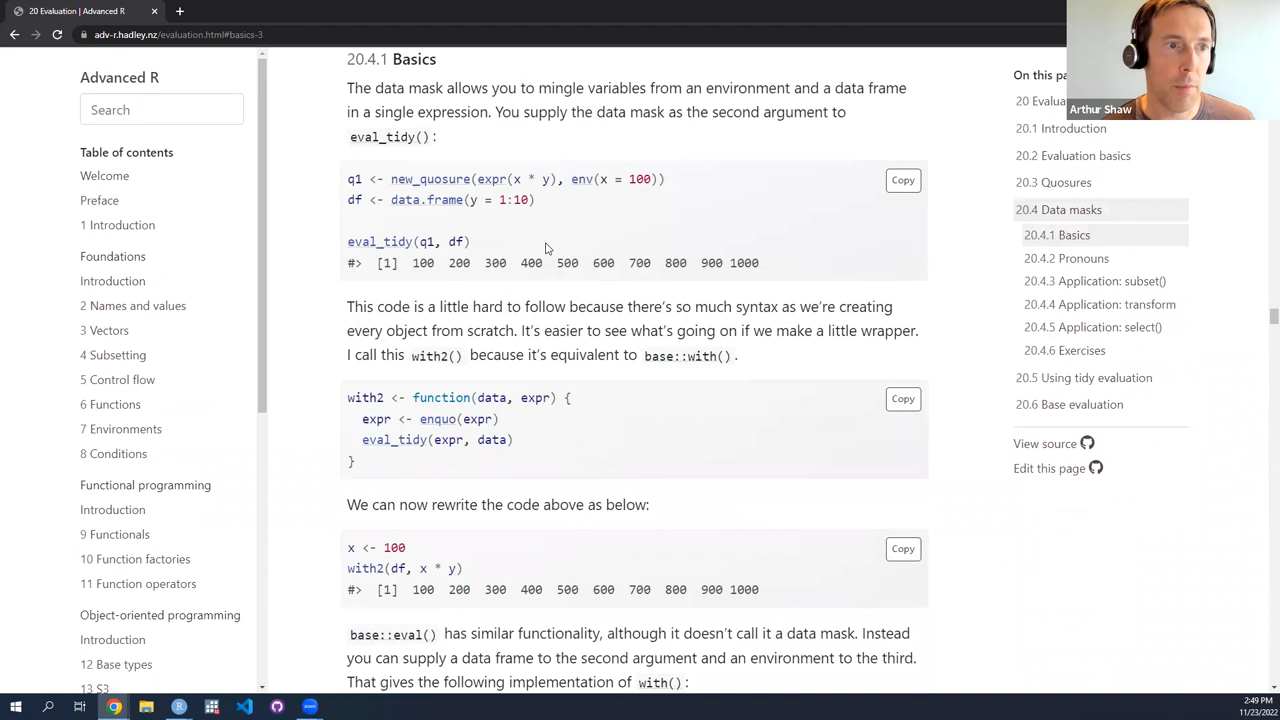 20 Evaluation | Advanced R
adv-r.hadley.nz/evaluation.html#basics-3
Arthur Shaw
Advanced R
Search
Table of contents
Welcome
Preface
1 Introduction
Foundations
Introduction
2 Names and values
3 Vectors
4 Subsetting
5 Control flow
6 Functions
7 Environments
8 Conditions
Functional programming
Introduction
9 Functionals
10 Function factories
11 Function operators
Object-oriented programming
Introduction
12 Base types
13 S3
20.4.1 Basics
The data mask allows you to mingle variables from an environment and a data frame
in a single expression. You supply the data mask as the second argument to
eval_tidy():
Copy
q1 <- new_quosure(expr(x * y), env(x = 100))
df <- data.frame(y = 1:10)
eval_tidy(q1, df)
#> [1] 100 200 300 400 500 600 700 800 900 1000
This code is a little hard to follow because there's so much syntax as we're creating
every object from scratch. It's easier to see what's going on if we make a little wrapper.
I call this with2() because it's equivalent to base::with().
Copy
with2 <- function(data, expr) {
expr <- enquo(expr)
eval_tidy(expr, data)
}
We can now rewrite the code above as below:
Copy
x <- 100
with2(df, x * y)
#> [1] 100 200 300 400 500 600 700 800 900 1000
base::eval() has similar functionality, although it doesn't call it a data mask. Instead
you can supply a data frame to the second argument and an environment to the third.
That gives the following implementation of with():
On this pa
20 Evalua
20.1 Introduction
20.2 Evaluation basics
20.3 Quosures
20.4 Data masks
20.4.1 Basics
20.4.2 Pronouns
20.4.3 Application: subset()
20.4.4 Application: transform
20.4.5 Application: select()
20.4.6 Exercises
20.5 Using tidy evaluation
20.6 Base evaluation
View source
Edit this page
zoom
2:49 PM
11/23/2022